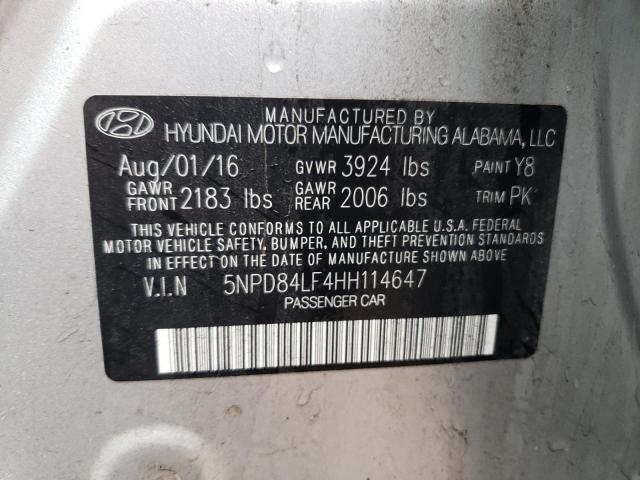 MANUFACTURED BY
HYUNDAI MOTOR MANUFACTURING ALABAMA, LLC
Aug/01/16 GVWR 3924 lbs PAINT Y8
GAWR FRONT 2183 lbs GAWR REAR 2006 lbs TRIM PK
THIS VEHICLE CONFORMS TO ALL APPLICABLE U.S.A. FEDERAL
MOTOR VEHICLE SAFETY, BUMPER, AND THEFT PREVENTION STANDARDS
IN EFFECT ON THE DATE OF MANUFACTURE SHOWN ABOVE.
V.I.N 5NPD84LF4HH114647
PASSENGER CAR